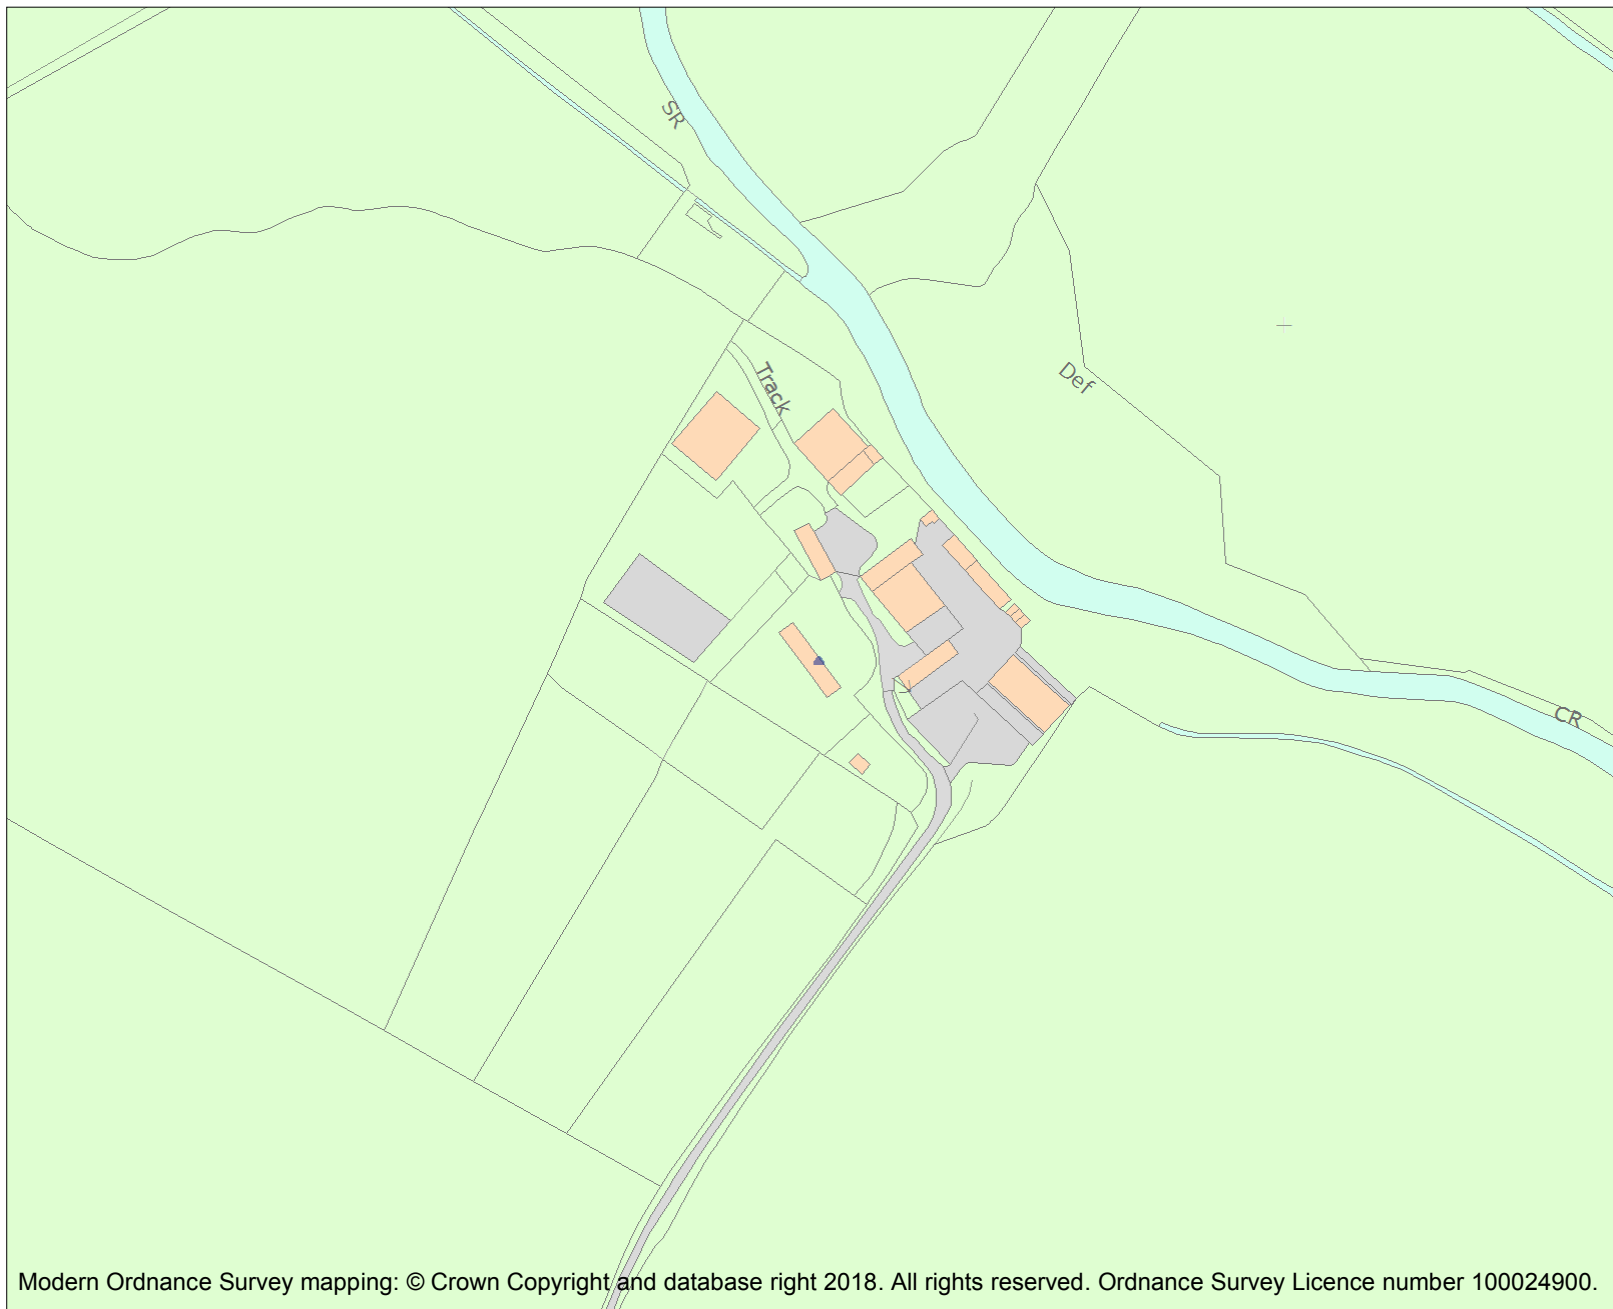 SR
Track
Def
CR
Modern Ordnance Survey mapping: © Crown Copyright and database right 2018. All rights reserved. Ordnance Survey Licence number 100024900.